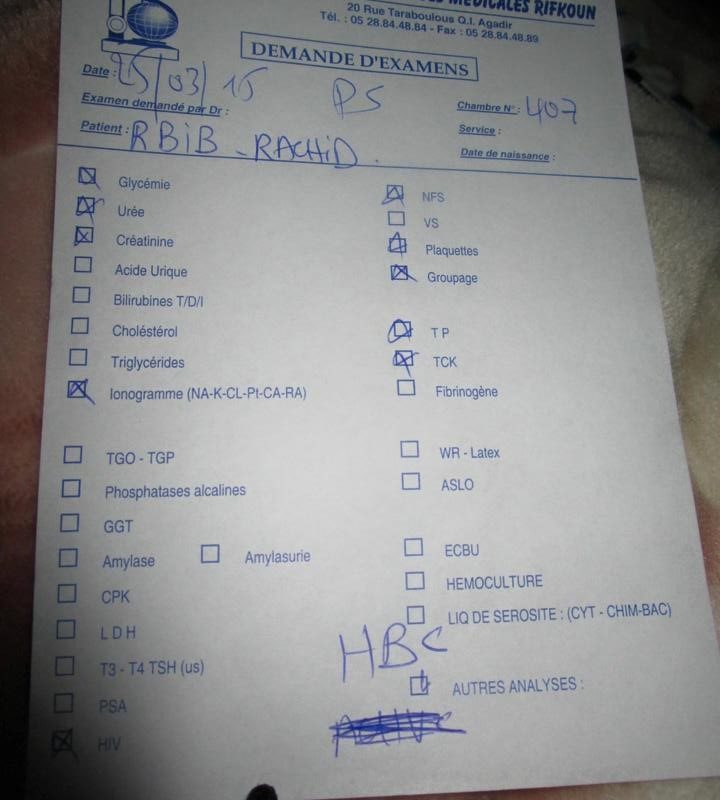 MEDICALES RIFKOUN
20 Rue Taraboulous Q.I. Agadir
Tél. : 05 28.84.48.84 - Fax : 05 28.84.48.89
DEMANDE D'EXAMENS
Date : 25/03/15
PS
Chambre N° : 407
Examen demandé par Dr :
Service :
Patient : RBiB - RACHiD.
Date de naissance :
Glycémie
NFS
Urée
VS
Créatinine
Plaquettes
Acide Urique
Groupage
Bilirubines T/D/I
Choléstérol
T P
Triglycérides
TCK
Ionogramme (NA-K-CL-Pt-CA-RA)
Fibrinogène
TGO - TGP
WR - Latex
Phosphatases alcalines
ASLO
GGT
Amylase
Amylasurie
ECBU
CPK
HEMOCULTURE
LIQ DE SEROSITE : (CYT - CHIM-BAC)
L D H
HBC
T3 - T4 TSH (us)
AUTRES ANALYSES :
PSA
HIV